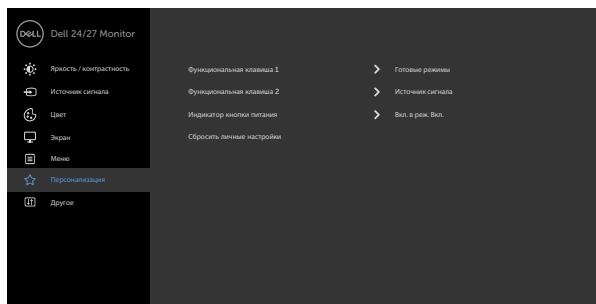 DELL Dell 24/27 Monitor
Яркость / контрастность
Функциональная клавиша 1 Готовые режимы
Источник сигнала
Функциональная клавиша 2 Источник сигнала
Цвет
Индикатор кнопки питания Вкл. в реж. Вкл.
Экран
Сбросить личные настройки
Меню
Персонализация
Другое